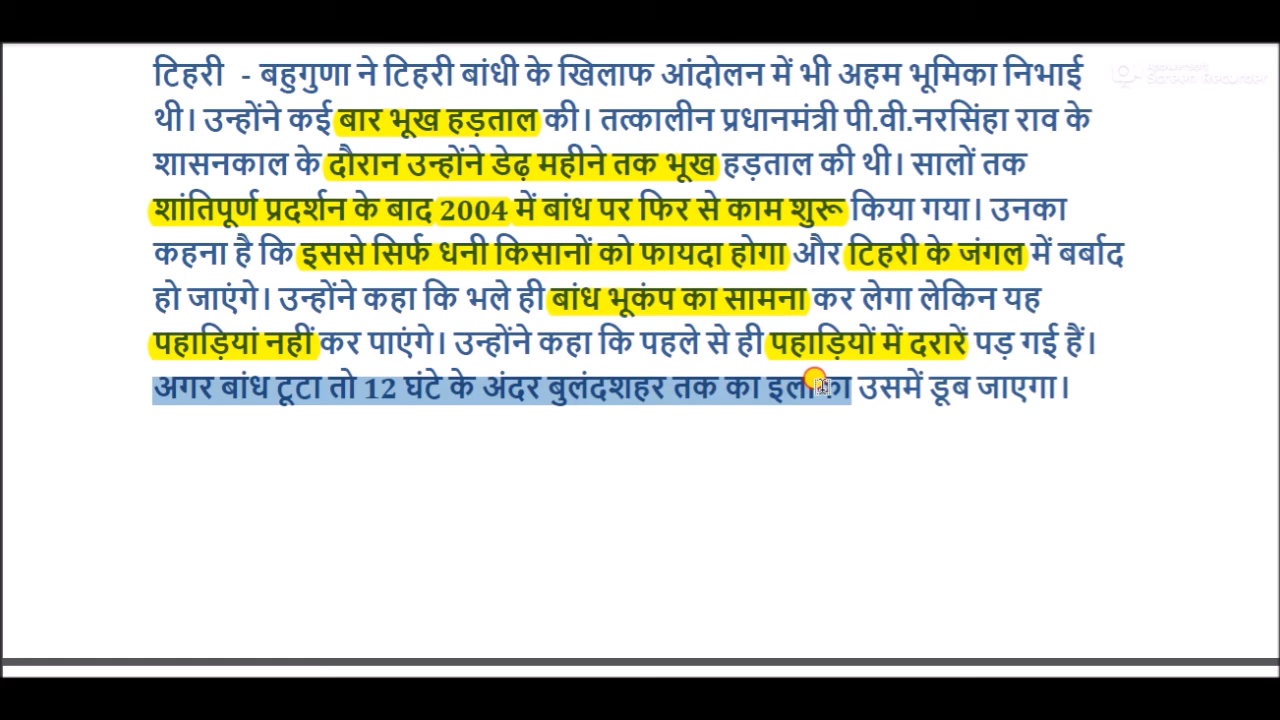 टिहरी - बहुगुणा ने टिहरी बांधी के खिलाफ आंदोलन में भी अहम भूमिका निभाई
थी। उन्होंने कई बार भूख हड़ताल की। तत्कालीन प्रधानमंत्री पी.वी.नरसिंहा राव के
शासनकाल के दौरान उन्होंने डेढ़ महीने तक भूख हड़ताल की थी। सालों तक
शांतिपूर्ण प्रदर्शन के बाद 2004 में बांध पर फिर से काम शुरू किया गया। उनका
कहना है कि इससे सिर्फ धनी किसानों को फायदा होगा और टिहरी के जंगल में बर्बाद
हो जाएंगे। उन्होंने कहा कि भले ही बांध भूकंप का सामना कर लेगा लेकिन यह
पहाड़ियां नहीं कर पाएंगे। उन्होंने कहा कि पहले से ही पहाड़ियों में दरारें पड़ गई हैं।
अगर बांध टूटा तो 12 घंटे के अंदर बुलंदशहर तक का इलाका उसमें डूब जाएगा।
Screen Recorder